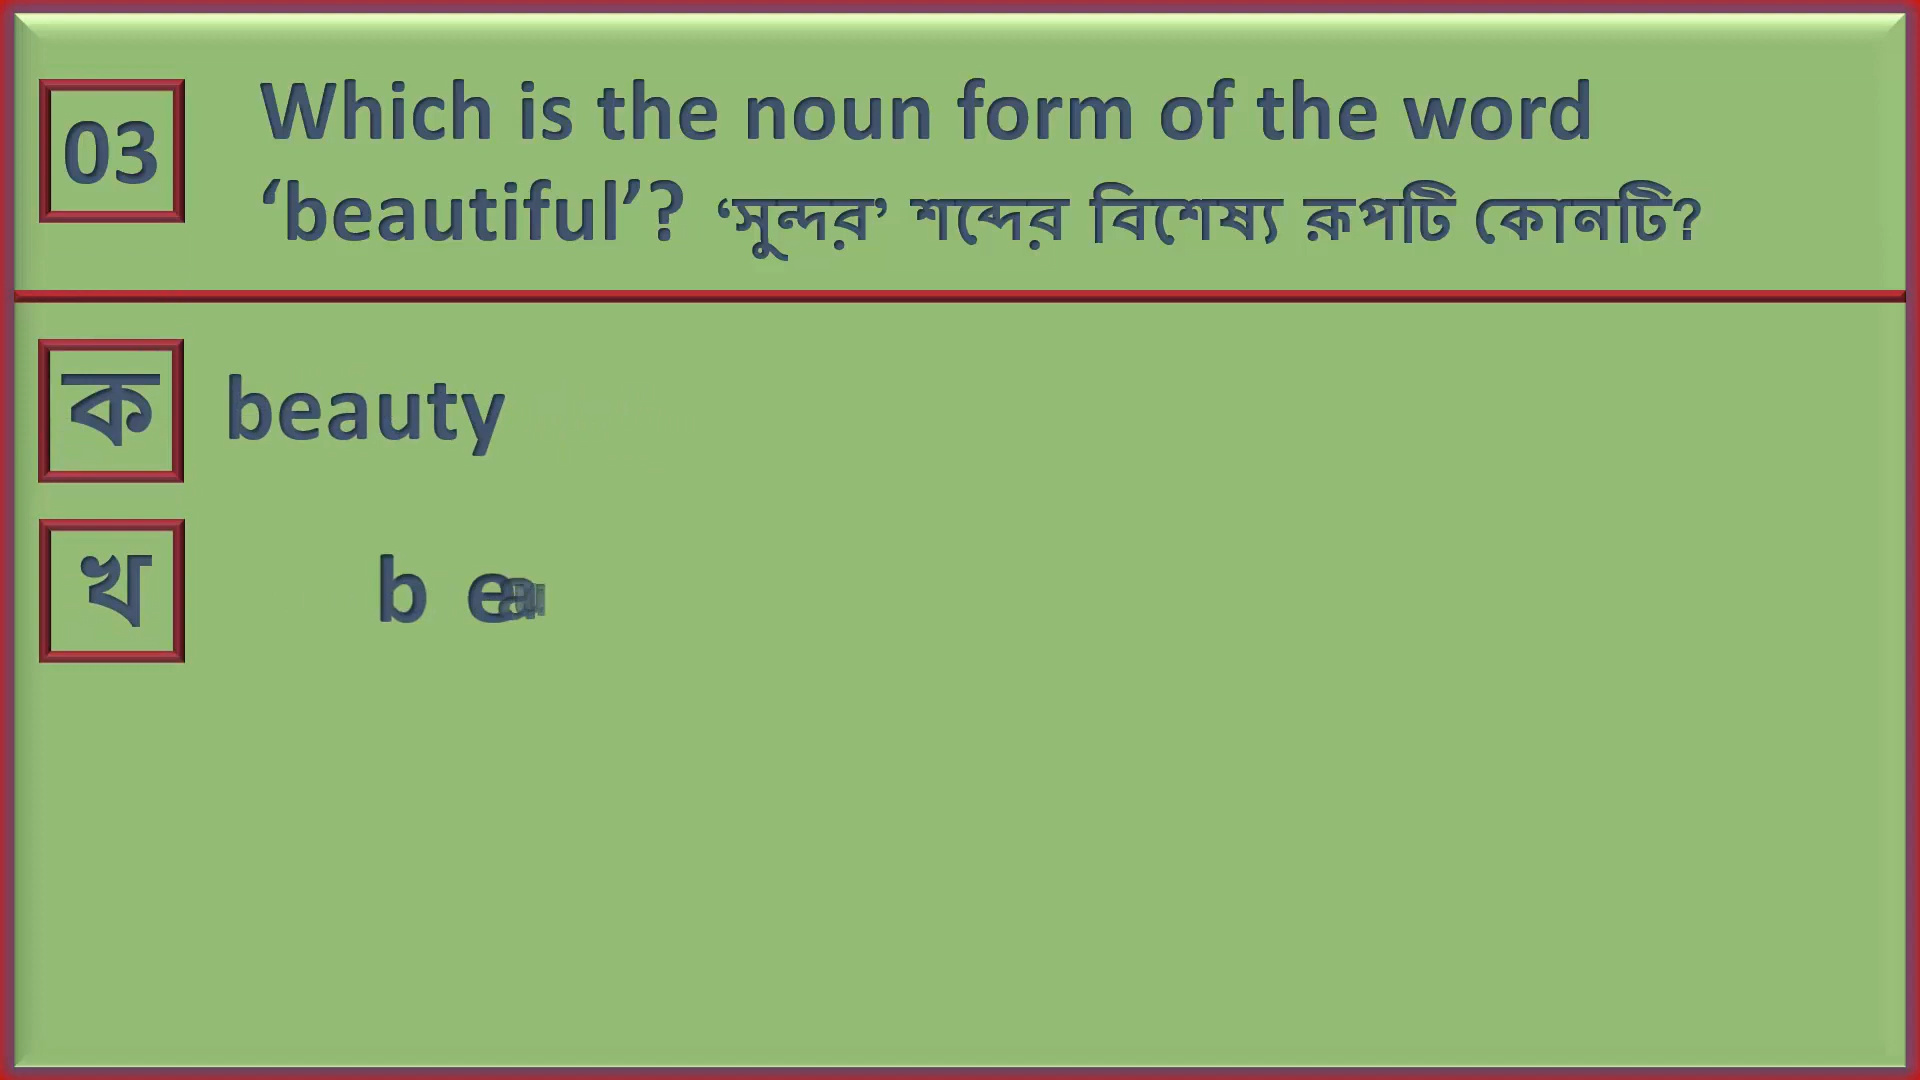 03
Which is the noun form of the word
‘beautiful’? ‘সুন্দর’ শব্দের বিশেষ্য রূপটি কোনটি?
ক beauty
খ